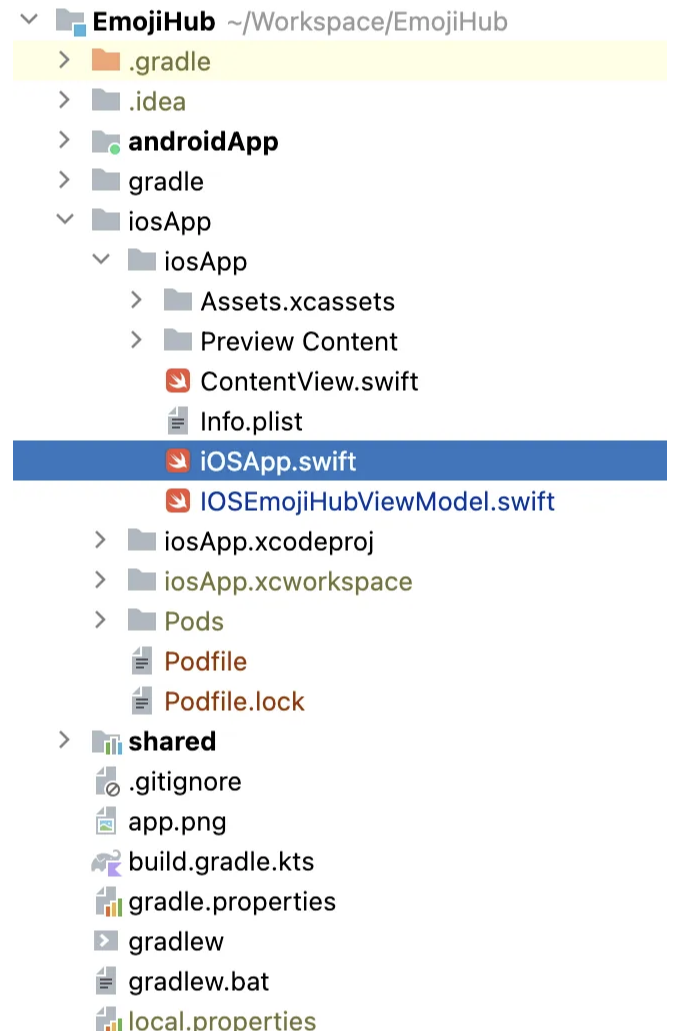 EmojiHub ~/Workspace/EmojiHub
.gradle
.idea
androidApp
gradle
iosApp
iosApp
Assets.xcassets
Preview Content
ContentView.swift
Info.plist
iOSApp.swift
IOSEmojiHubViewModel.swift
iosApp.xcodeproj
iosApp.xcworkspace
Pods
Podfile
Podfile.lock
shared
.gitignore
app.png
build.gradle.kts
gradle.properties
gradlew
gradlew.bat
local.properties